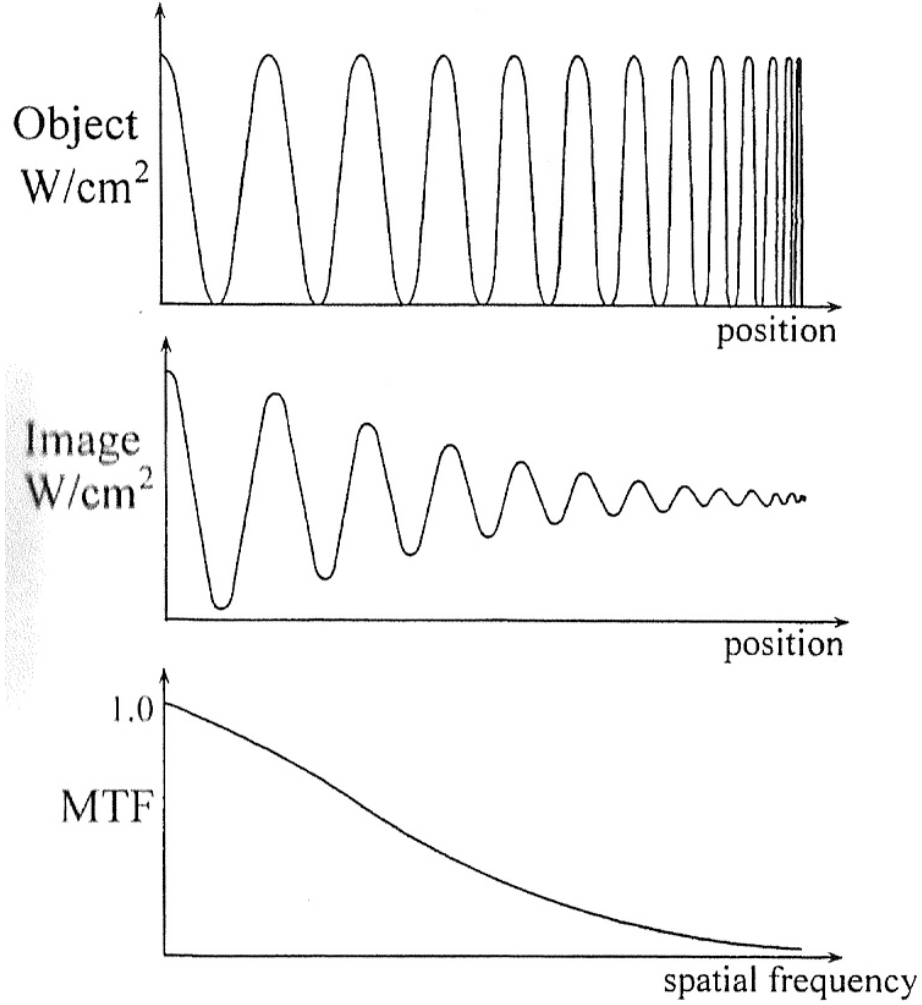 Object
W/cm²
position
Image
W/cm²
position
1.0
MTF
spatial frequency